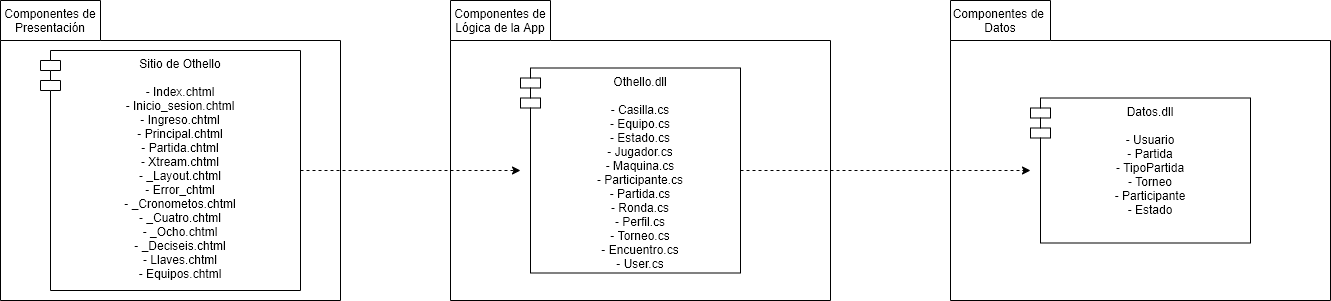 Componentes de
Presentación
Sitio de Othello
- Index.chtml
- Inicio_sesion.chtml
- Ingreso.chtml
- Principal.chtml
- Partida.chtml
- Xtream.chtml
- _Layout.chtml
- Error_chtml
- _Cronometos.chtml
- _Cuatro.chtml
- _Ocho.chtml
- _Deciseis.chtml
- Llaves.chtml
- Equipos.chtml
Componentes de
Lógica de la App
Othello.dll
- Casilla.cs
- Equipo.cs
- Estado.cs
- Jugador.cs
- Maquina.cs
- Participante.cs
- Partida.cs
- Ronda.cs
- Perfil.cs
- Torneo.cs
- Encuentro.cs
- User.cs
Componentes de
Datos
Datos.dll
- Usuario
- Partida
- TipoPartida
- Torneo
- Participante
- Estado